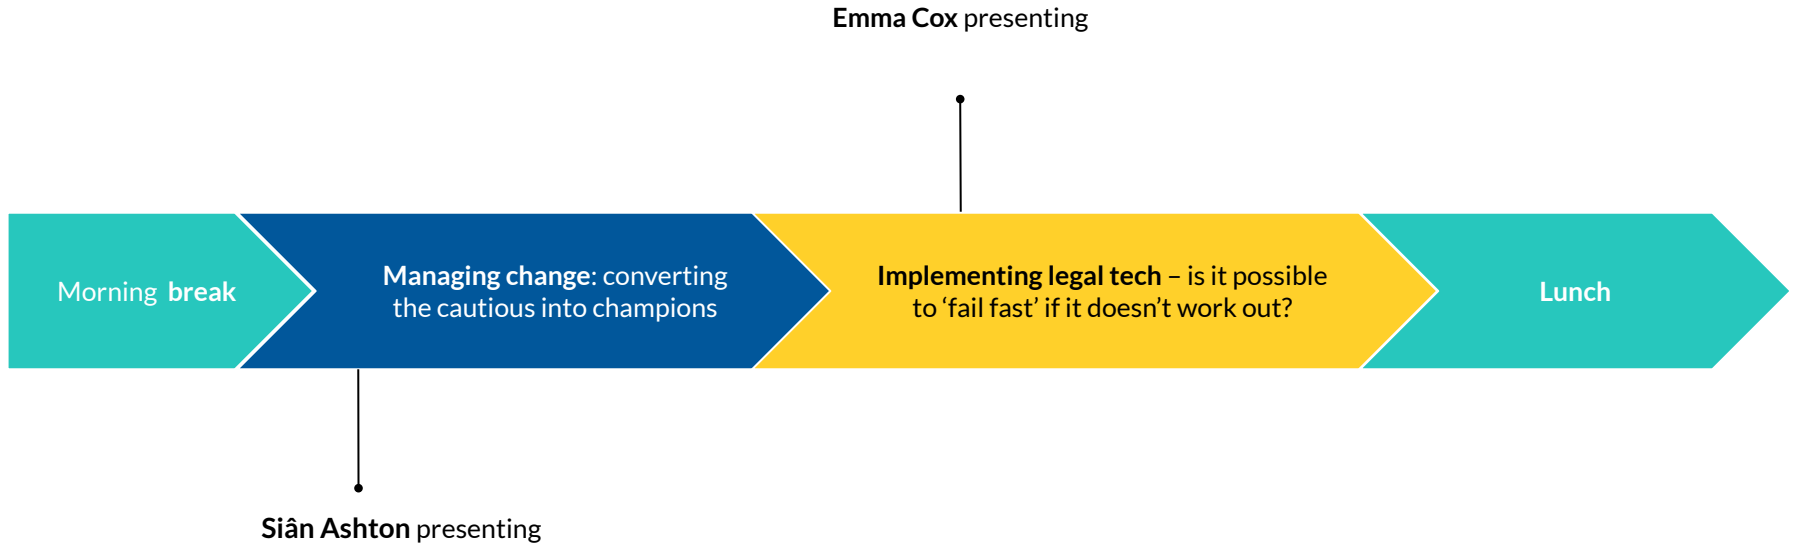 Emma Cox presenting
Morning break
Managing change: converting
the cautious into champions
Implementing legal tech – is it possible
to ‘fail fast’ if it doesn’t work out?
Lunch
Siân Ashton presenting